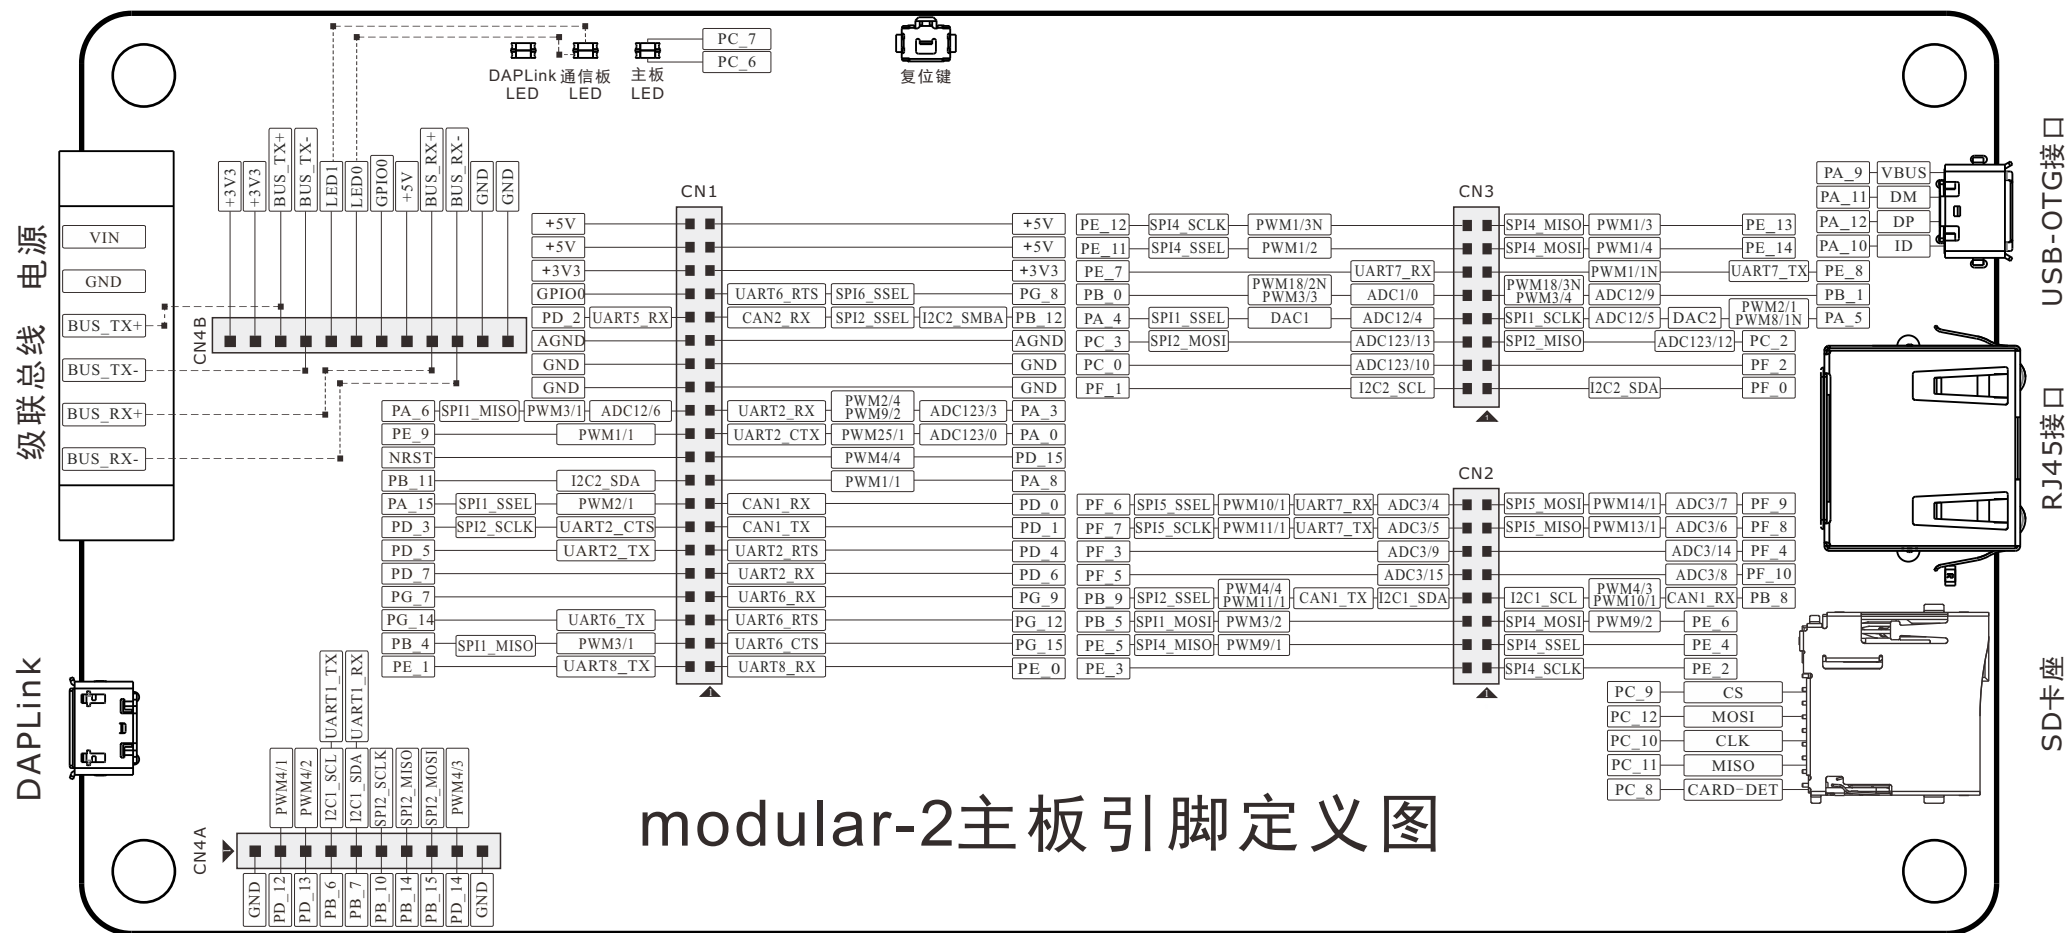 PC_7
PC_6
DAPLink LED
通信板 LED
主板 LED
复位键
电源
级联总线
VIN
GND
BUS_TX+
BUS_TX-
BUS_RX+
BUS_RX-
DAPLink
CN4B
+3V3
+3V3
BUS_TX+
BUS_TX-
LED1
LED0
GPIO0
+5V
BUS_RX+
BUS_RX-
GND
GND
CN1
+5V +5V
+5V +5V
+3V3 +3V3
GPIO0 UART6_RTS SPI6_SSEL PG_8
PD_2 UART5_RX CAN2_RX SPI2_SSEL I2C2_SMBA PB_12
AGND AGND
GND GND
GND GND
PA_6 SPI1_MISO PWM3/1 ADC12/6 UART2_RX PWM2/4 PWM9/2 ADC123/3 PA_3
PE_9 PWM1/1 UART2_CTX PWM25/1 ADC123/0 PA_0
NRST PWM4/4 PD_15
PB_11 I2C2_SDA PWM1/1 PA_8
PA_15 SPI1_SSEL PWM2/1 CAN1_RX PD_0
PD_3 SPI2_SCLK UART2_CTS CAN1_TX PD_1
PD_5 UART2_TX UART2_RTS PD_4
PD_7 UART2_RX PD_6
PG_7 UART6_RX PG_9
PG_14 UART6_TX UART6_RTS PG_12
PB_4 SPI1_MISO PWM3/1 UART6_CTS PG_15
PE_1 UART8_TX UART8_RX PE_0
CN3
PE_12 SPI4_SCLK PWM1/3N SPI4_MISO PWM1/3 PE_13
PE_11 SPI4_SSEL PWM1/2 SPI4_MOSI PWM1/4 PE_14
PE_7 UART7_RX PWM1/1N UART7_TX PE_8
PB_0 PWM18/2N PWM3/3 ADC1/0 PWM18/3N PWM3/4 ADC12/9 PB_1
PA_4 SPI1_SSEL DAC1 ADC12/4 SPI1_SCLK ADC12/5 DAC2 PWM2/1 PWM8/1N PA_5
PC_3 SPI2_MOSI ADC123/13 SPI2_MISO ADC123/12 PC_2
PC_0 ADC123/10 PF_2
PF_1 I2C2_SCL I2C2_SDA PF_0
CN2
PF_6 SPI5_SSEL PWM10/1 UART7_RX ADC3/4 SPI5_MOSI PWM14/1 ADC3/7 PF_9
PF_7 SPI5_SCLK PWM11/1 UART7_TX ADC3/5 SPI5_MISO PWM13/1 ADC3/6 PF_8
PF_3 ADC3/9 ADC3/14 PF_4
PF_5 ADC3/15 ADC3/8 PF_10
PB_9 SPI2_SSEL PWM4/4 PWM11/1 CAN1_TX I2C1_SDA I2C1_SCL PWM4/3 PWM10/1 CAN1_RX PB_8
PB_5 SPI1_MOSI PWM3/2 SPI4_MOSI PWM9/2 PE_6
PE_5 SPI4_MISO PWM9/1 SPI4_SSEL PE_4
PE_3 SPI4_SCLK PE_2
PA_9 VBUS
PA_11 DM
PA_12 DP
PA_10 ID
USB-OTG接口
RJ45接口
SD卡座
PC_9 CS
PC_12 MOSI
PC_10 CLK
PC_11 MISO
PC_8 CARD-DET
CN4A
UART1_TX
UART1_RX
PWM4/1
PWM4/2
I2C1_SCL
I2C1_SDA
SPI2_SCLK
SPI2_MISO
SPI2_MOSI
PWM4/3
GND
PD_12
PD_13
PB_6
PB_7
PB_10
PB_14
PB_15
PD_14
GND
modular-2主板引脚定义图